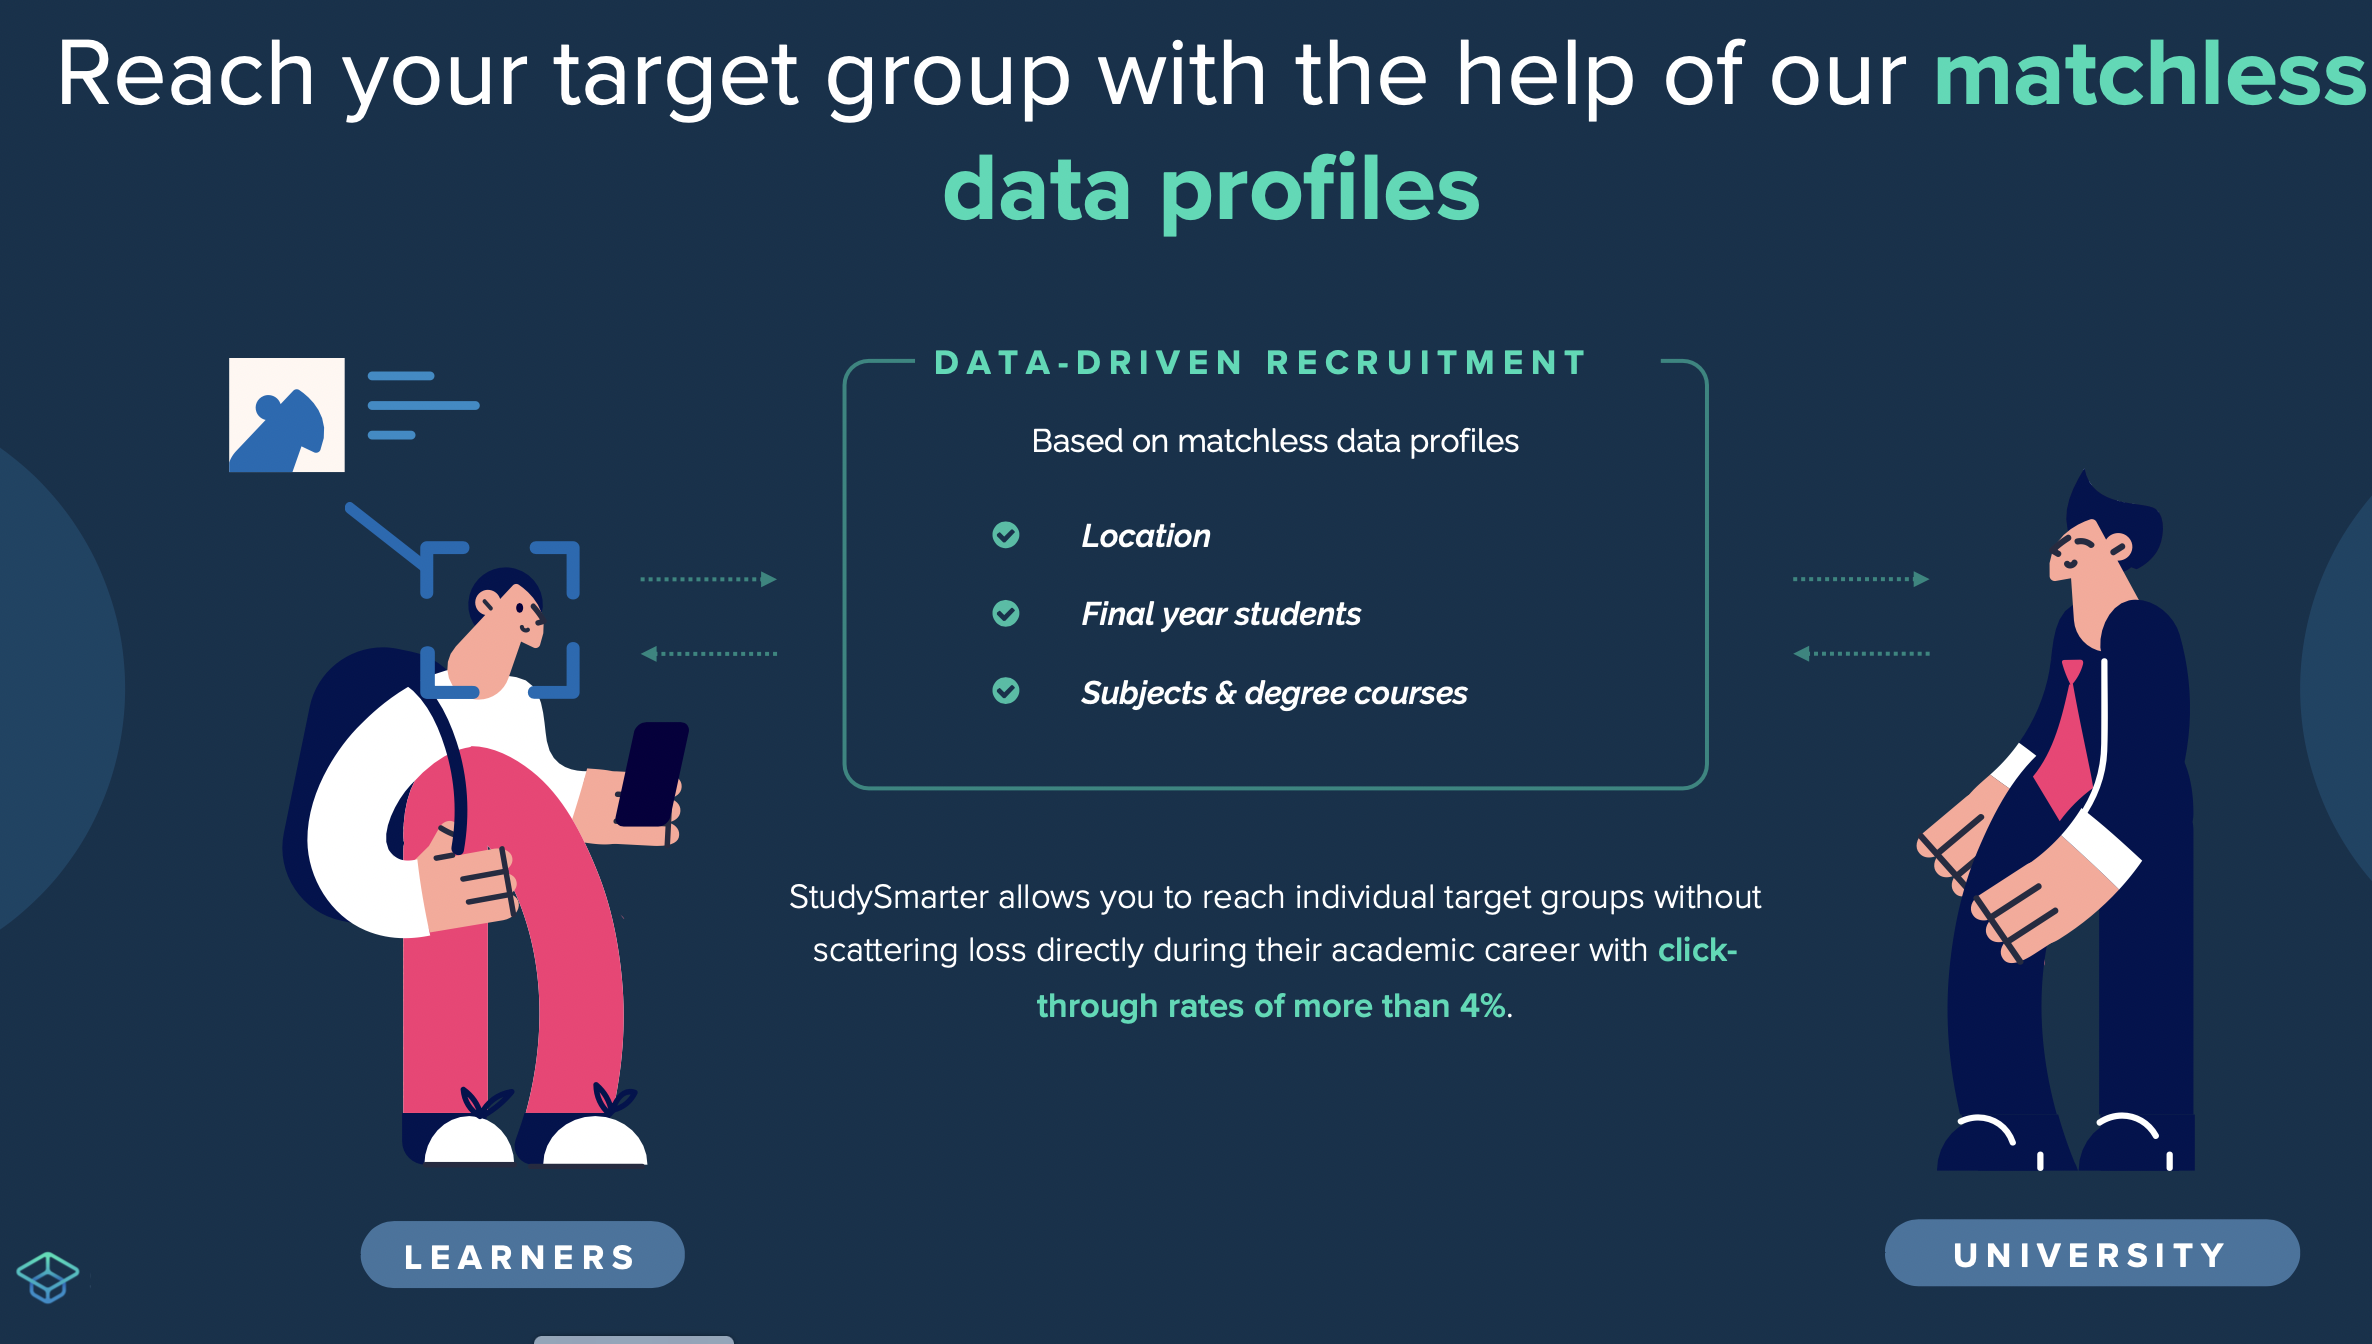 Reach your target group with the help of our matchless
data profiles
DATA-DRIVEN RECRUITMENT
Based on matchless data profiles
Location
Final year students
Subjects & degree courses
StudySmarter allows you to reach individual target groups without
scattering loss directly during their academic career with click-
through rates of more than 4%.
LEARNERS
UNIVERSITY